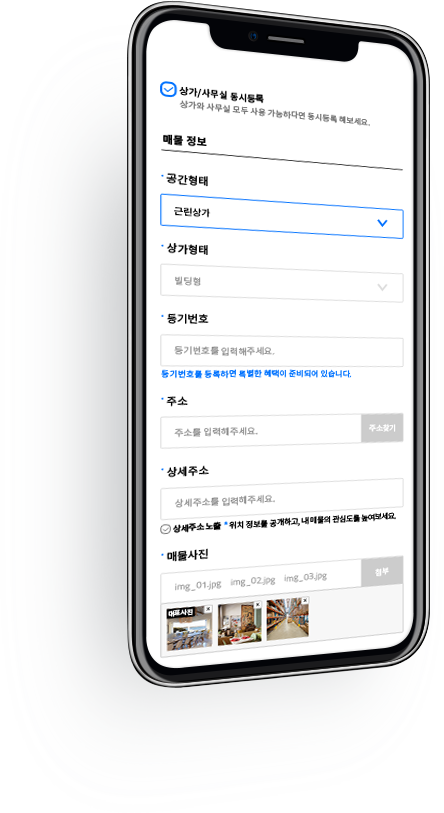 상가/사무실 동시등록
상가와 사무실 모두 사용 가능하다면 동시등록 해보세요.
매물 정보
· 공간형태
근린상가
· 상가형태
빌딩형
· 등기번호
등기번호를 입력해주세요.
등기번호를 등록하면 특별한 혜택이 준비되어 있습니다.
· 주소
주소를 입력해주세요. 주소찾기
· 상세주소
상세주소를 입력해주세요.
상세주소 노출 * 위치 정보를 공개하고, 내 매물의 관심도를 높여보세요.
· 매물사진
img_01.jpg img_02.jpg img_03.jpg 첨부
대표사진